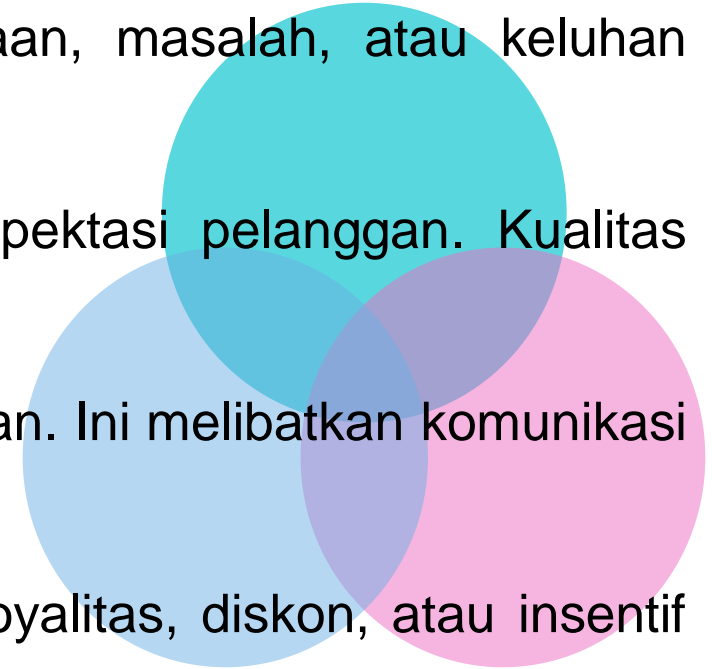 aan, masalah, atau keluhan
pektasi pelanggan. Kualitas
an. Ini melibatkan komunikasi
oyalitas, diskon, atau insentif